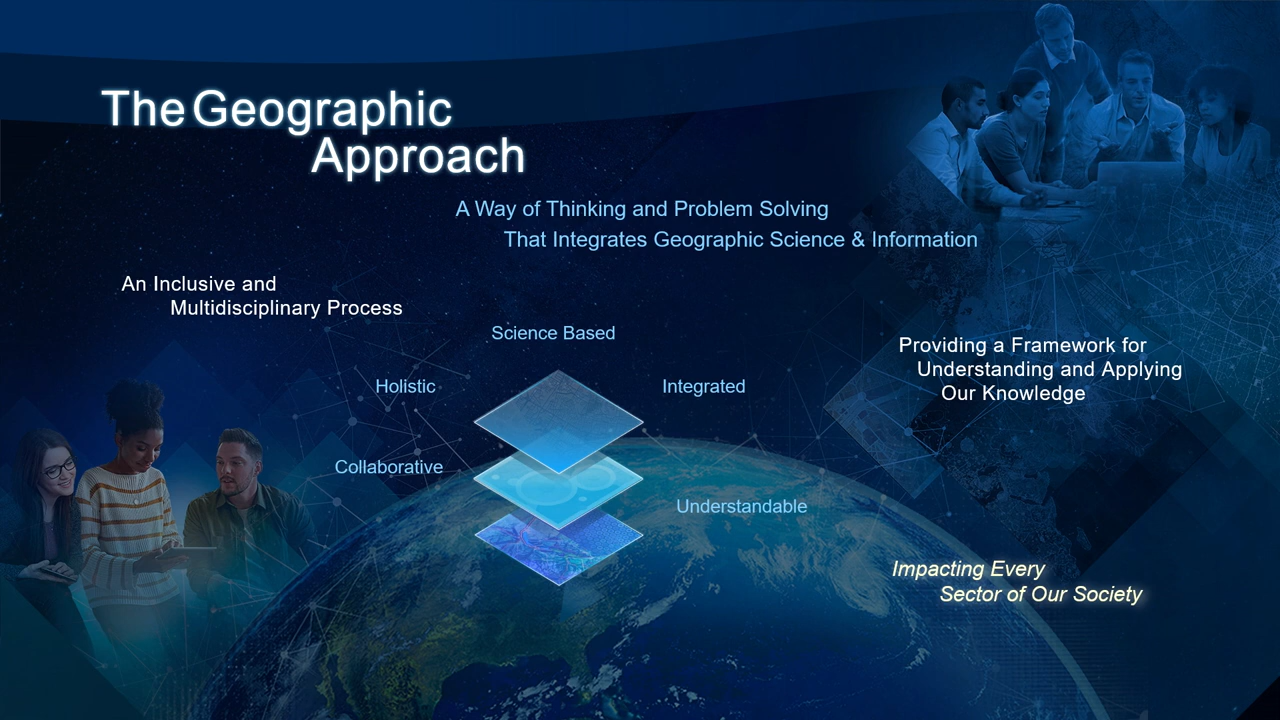 The Geographic
Approach
A Way of Thinking and Problem Solving
That Integrates Geographic Science & Information
An Inclusive and
Multidisciplinary Process
Science Based
Holistic
Integrated
Collaborative
Understandable
Providing a Framework for
Understanding and Applying
Our Knowledge
Impacting Every
Sector of Our Society